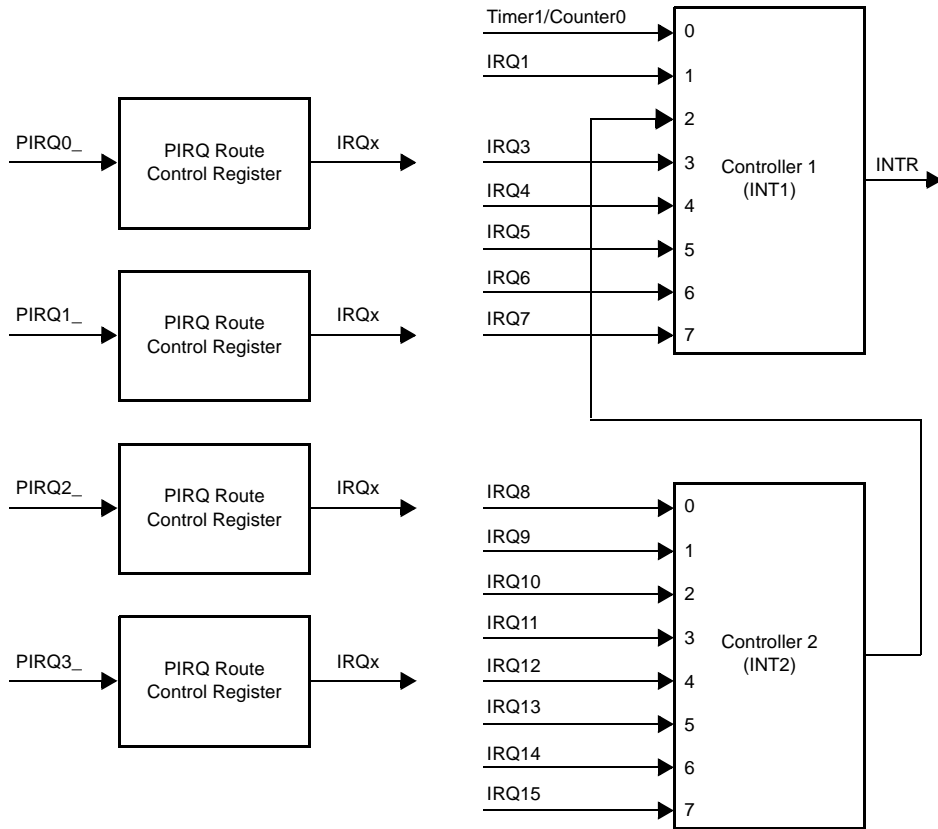 PIRQ0_
PIRQ Route
Control Register
IRQx
PIRQ1_
PIRQ Route
Control Register
IRQx
PIRQ2_
PIRQ Route
Control Register
IRQx
PIRQ3_
PIRQ Route
Control Register
IRQx
Timer1/Counter0
0
IRQ1
1
2
IRQ3
3
IRQ4
4
IRQ5
5
IRQ6
6
IRQ7
7
Controller 1
(INT1)
INTR
IRQ8
0
IRQ9
1
IRQ10
2
IRQ11
3
IRQ12
4
IRQ13
5
IRQ14
6
IRQ15
7
Controller 2
(INT2)